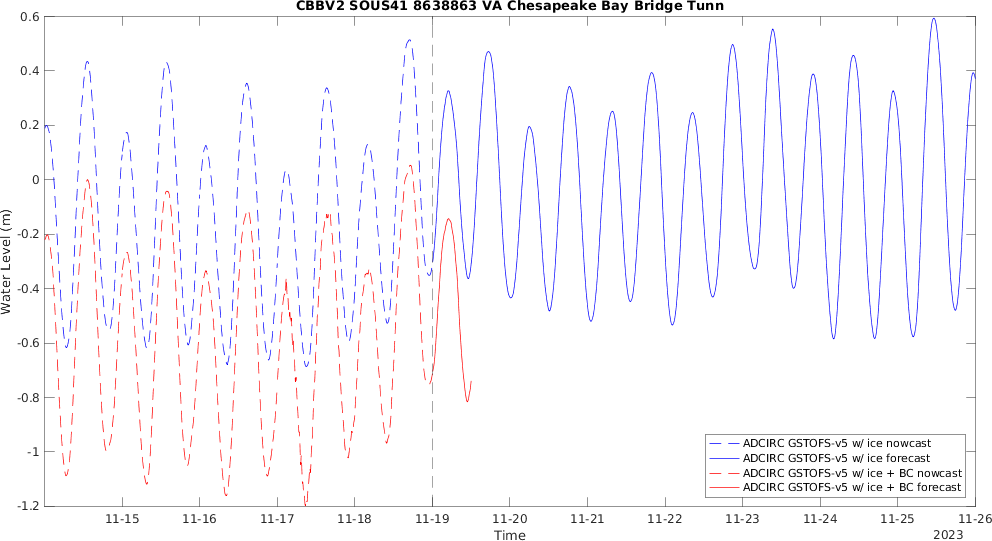 CBBV2 SOUS41 8638863 VA Chesapeake Bay Bridge Tunn
0.6
0.4
0.2
0
-0.2
-0.4
-0.6
-0.8
-1
-1.2
Water Level (m)
ADCIRC GSTOFS-v5 w/ ice nowcast
ADCIRC GSTOFS-v5 w/ ice forecast
ADCIRC GSTOFS-v5 w/ ice + BC nowcast
ADCIRC GSTOFS-v5 w/ ice + BC forecast
11-15 11-16 11-17 11-18 11-19 11-20 11-21 11-22 11-23 11-24 11-25 11-26
Time
2023